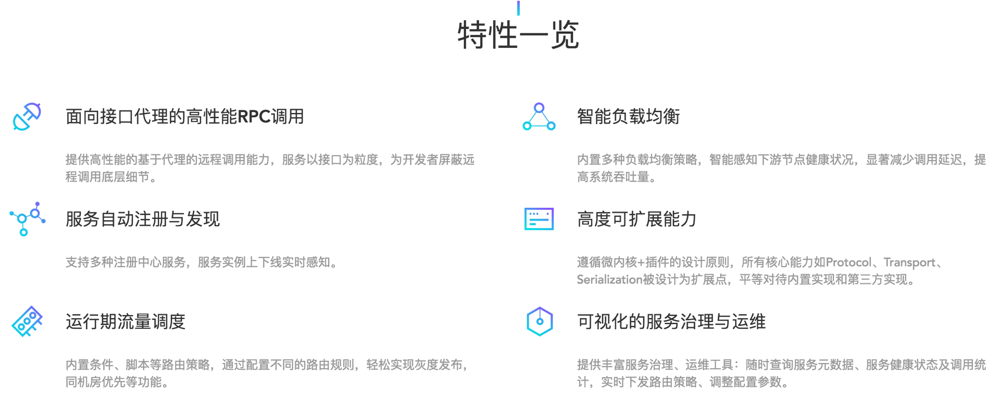 特性一览
面向接口代理的高性能RPC调用
提供高性能的基于代理的远程调用能力，服务以接口为粒度，为开发者屏蔽远
程调用底层细节。
智能负载均衡
内置多种负载均衡策略，智能感知下游节点健康状况，显著减少调用延迟，提
高系统吞吐量。
服务自动注册与发现
支持多种注册中心服务，服务实例上下线实时感知。
高度可扩展能力
遵循微内核+插件的设计原则，所有核心能力如Protocol、Transport、
Serialization被设计为扩展点，平等对待内置实现和第三方实现。
运行期流量调度
内置条件、脚本等路由策略，通过配置不同的路由规则，轻松实现灰度发布，
同机房优先等功能。
可视化的服务治理与运维
提供丰富服务治理、运维工具：随时查询服务元数据、服务健康状态及调用统
计，实时下发路由策略、调整配置参数。